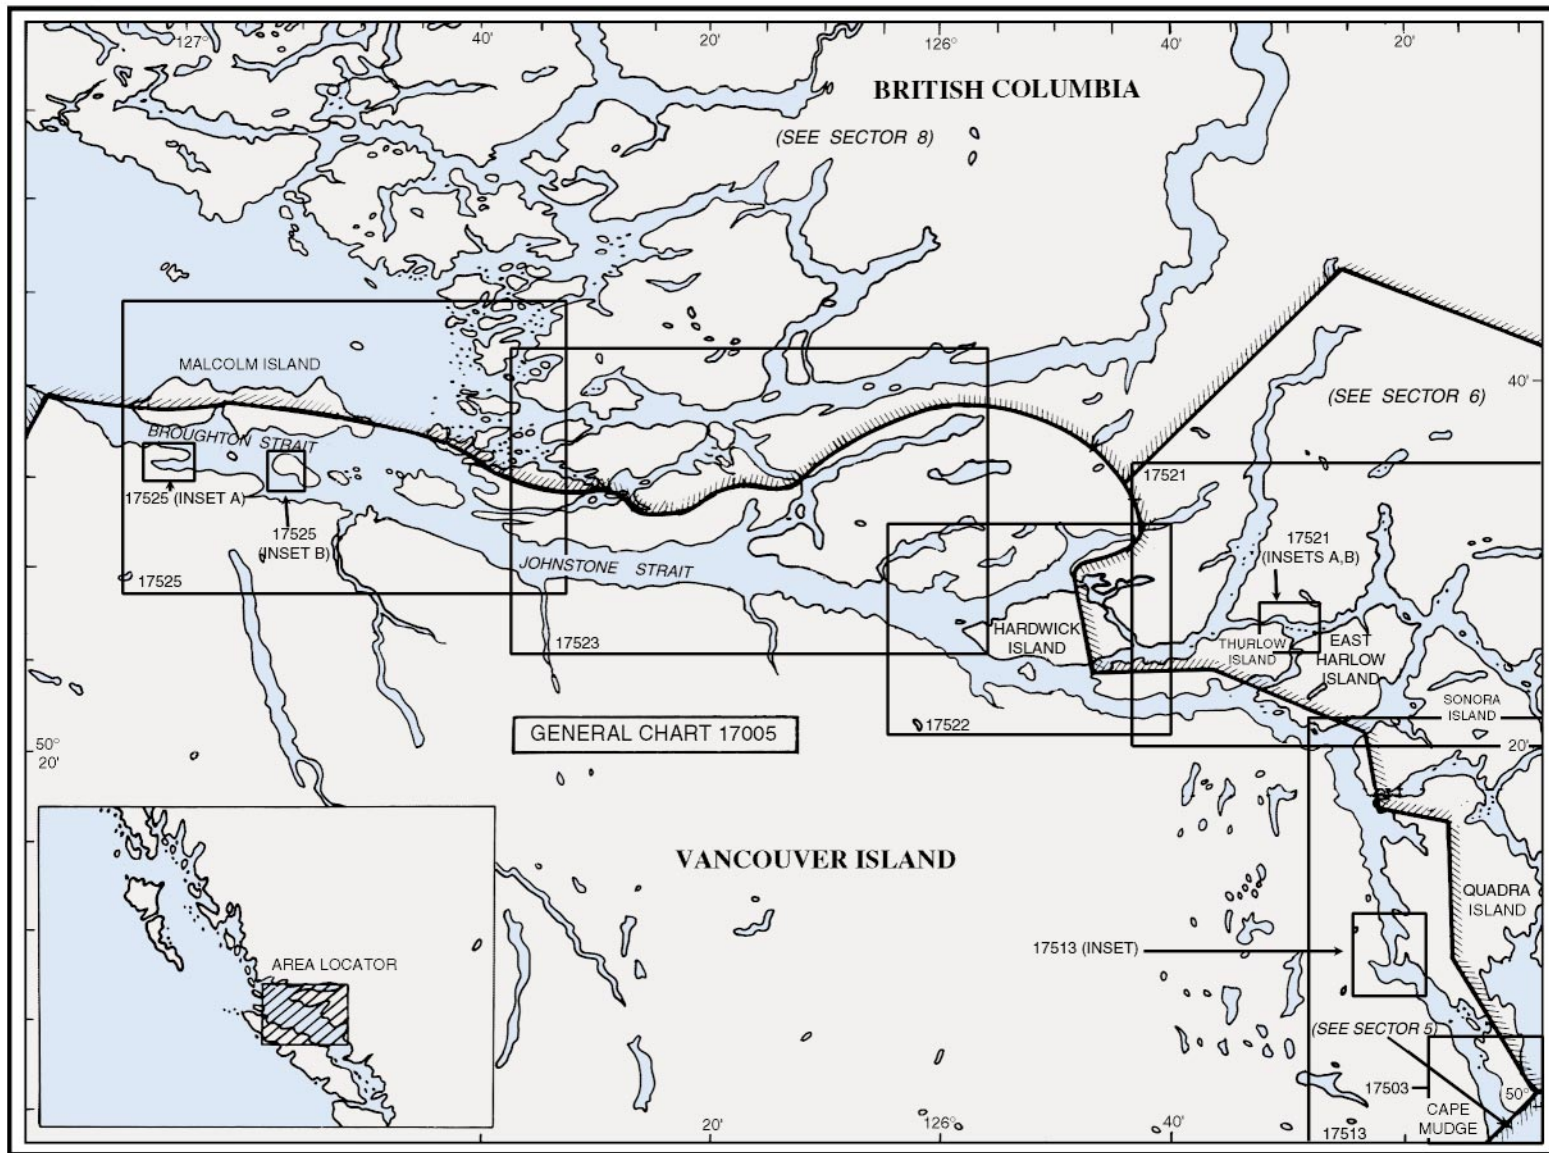 127°
40'
20'
126°
40'
20'
BRITISH COLUMBIA
(SEE SECTOR 8)
MALCOLM ISLAND
40'
(SEE SECTOR 6)
BROUGHTON STRAIT
17521
17525 (INSET A)
17525
(INSET B)
17521
(INSETS A,B)
JOHNSTONE STRAIT
17525
HARDWICK
ISLAND
THURLOW
ISLAND
EAST
HARLOW
ISLAND
17523
SONORA
ISLAND
17522
GENERAL CHART 17005
50°
20'
20'
VANCOUVER ISLAND
QUADRA
ISLAND
17513 (INSET)
AREA LOCATOR
(SEE SECTOR 5)
17503
50°
CAPE
MUDGE
17513
40'
20'
126°
40'
20'